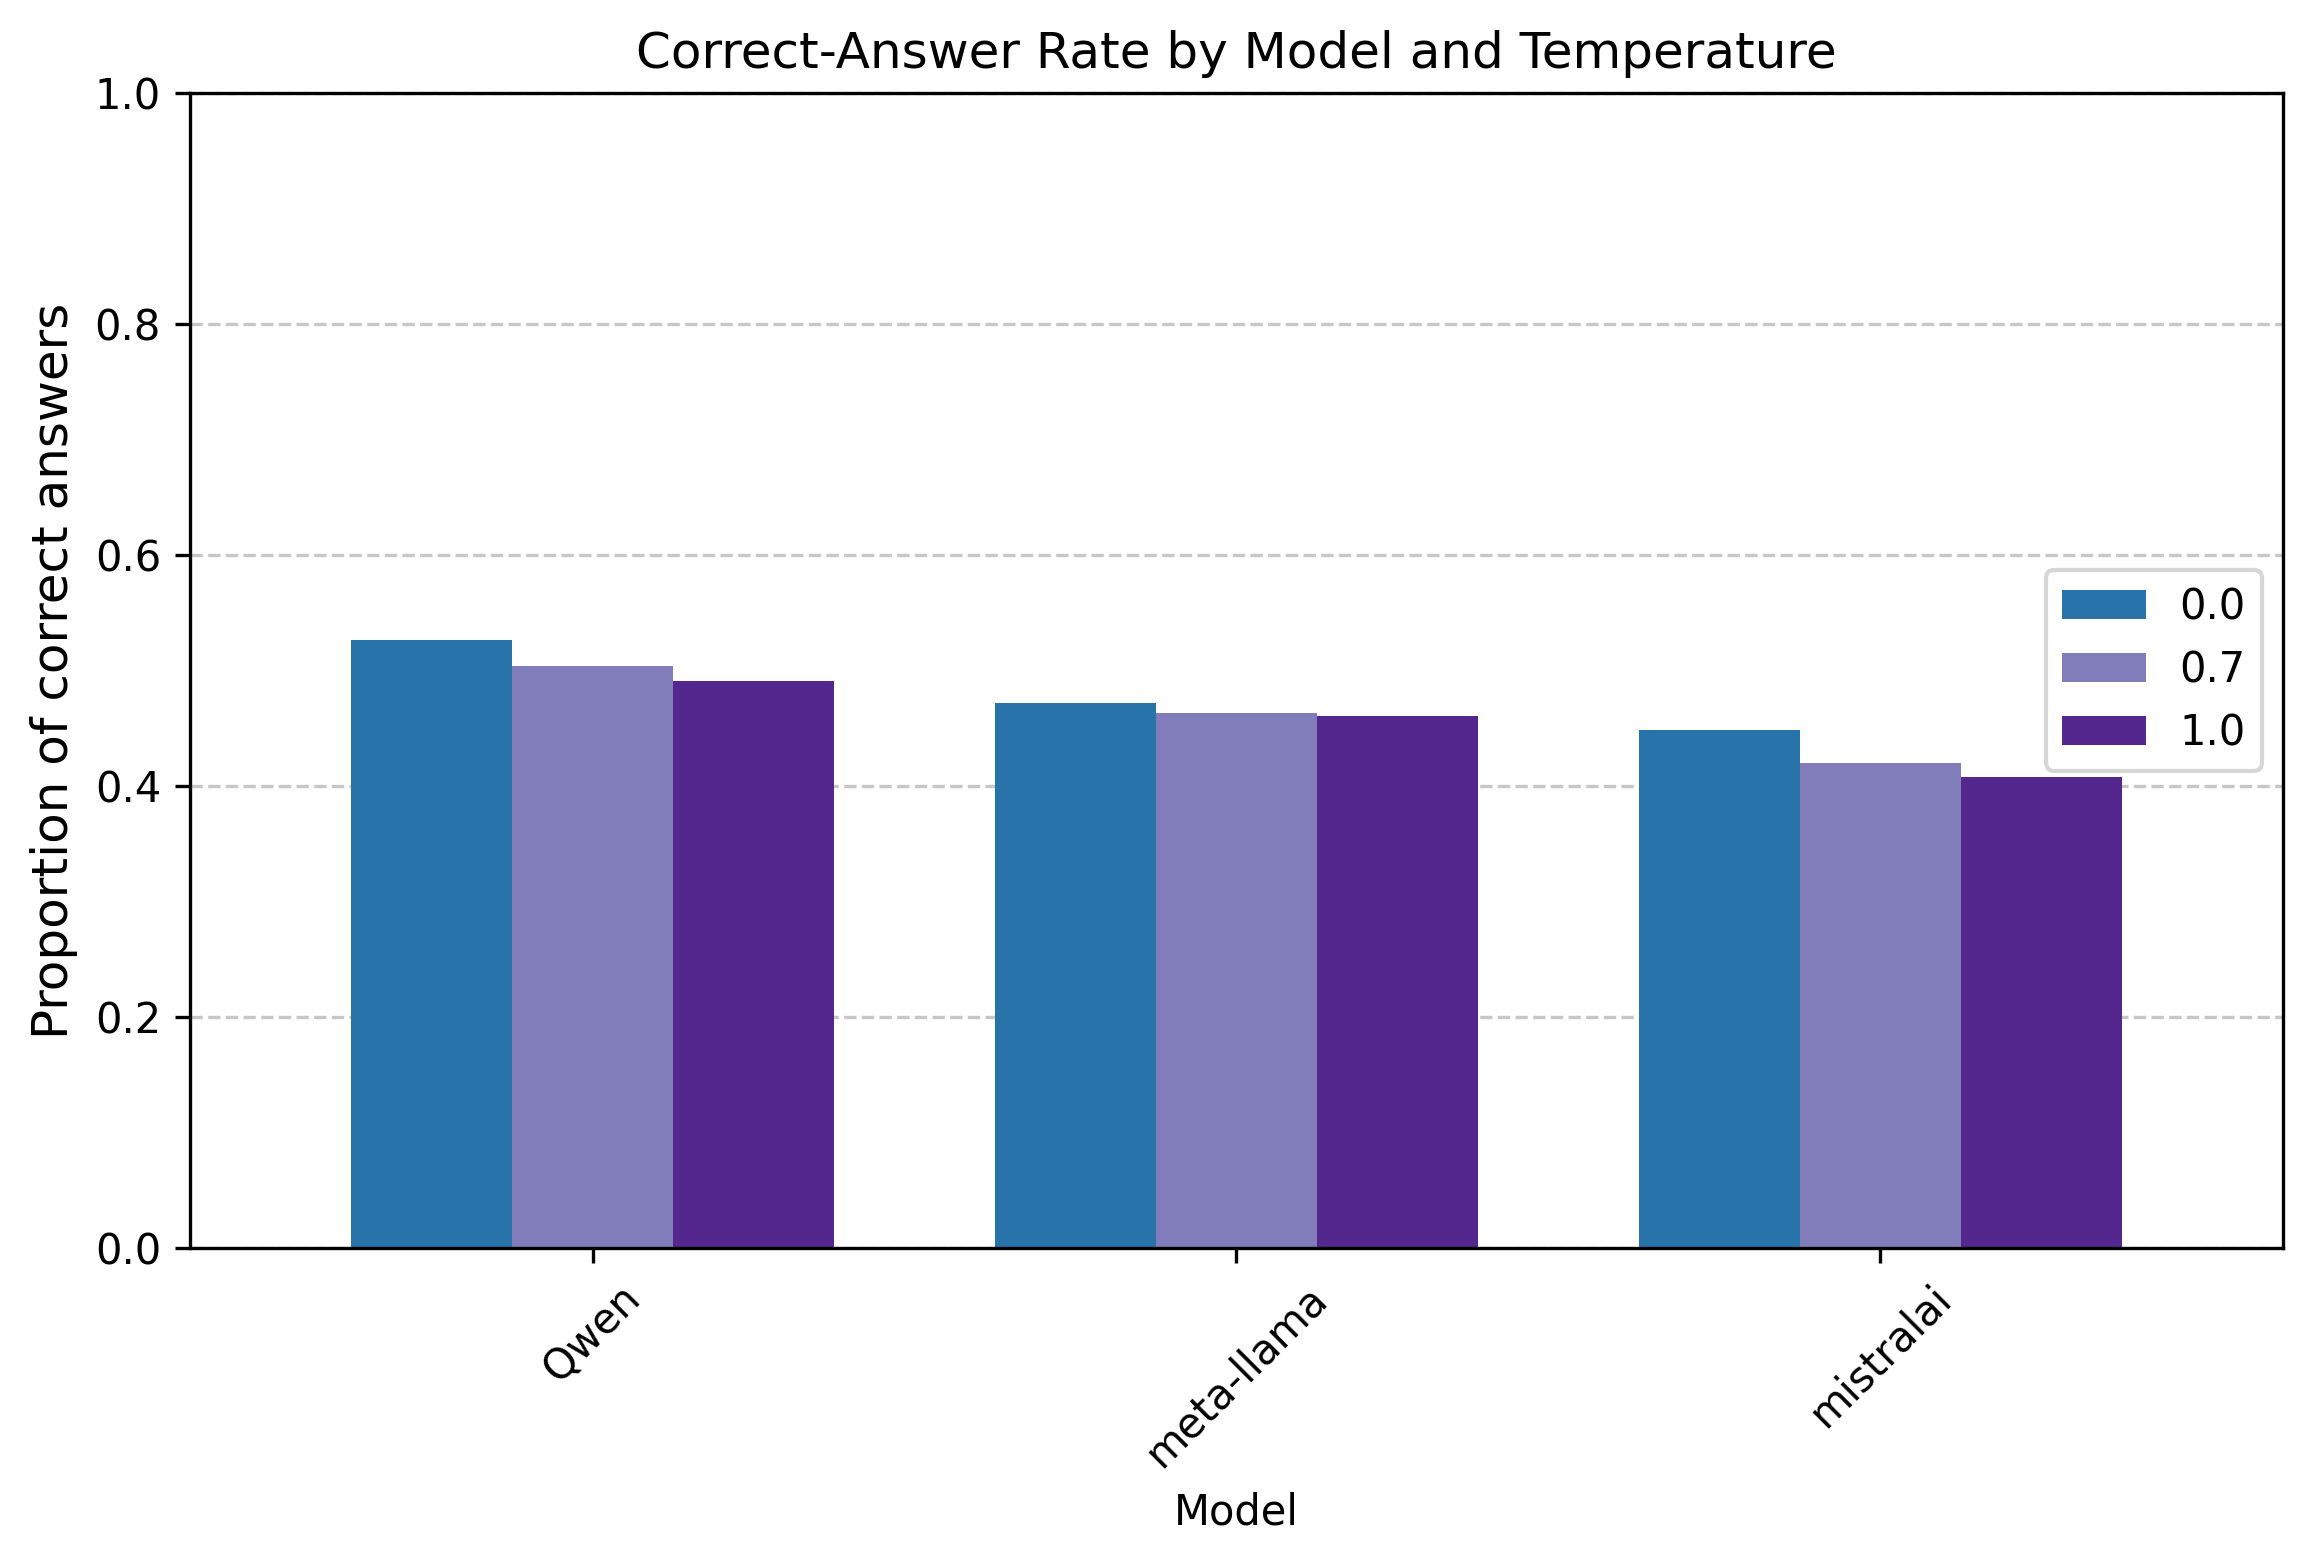 Correct-Answer Rate by Model and Temperature
Proportion of correct answers
1.0
0.8
0.6
0.4
0.2
0.0
0.0
0.7
1.0
Qwen
meta-llama
mistralai
Model